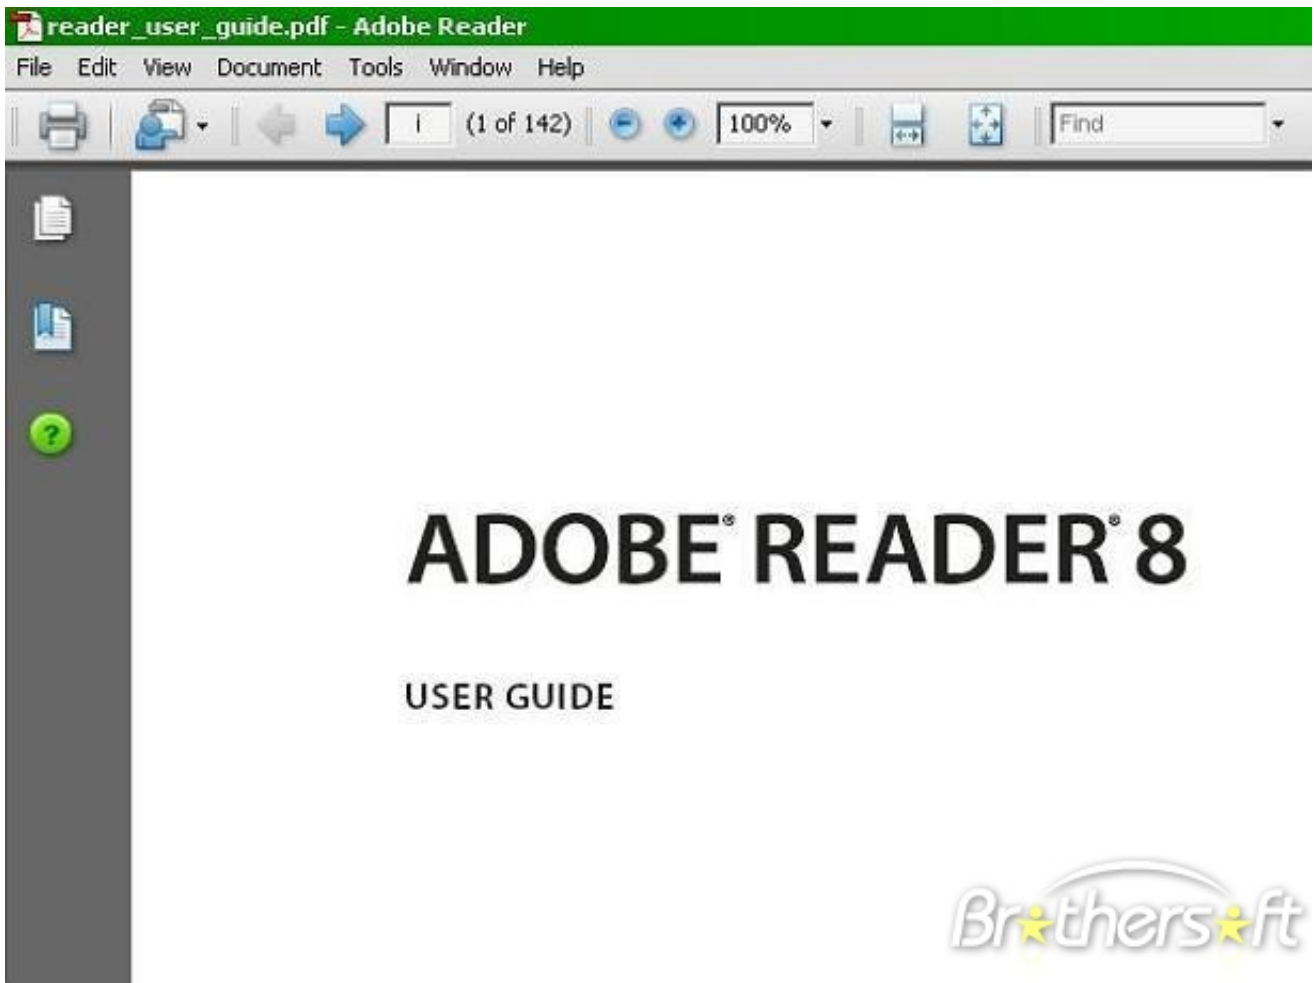 reader_user_guide.pdf - Adobe Reader
File Edit View Document Tools Window Help
i (1 of 142) 100% Find
?
ADOBE® READER® 8
USER GUIDE
Brothersoft